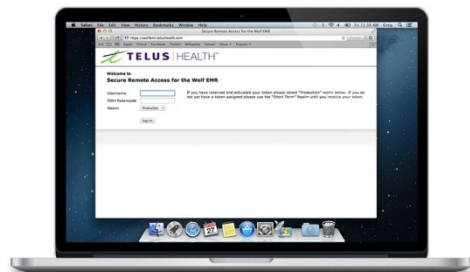 Safari File Edit View History Bookmarks Window Help
Secure Remote Access for the Wolf EMR
TELUS HEALTH™
Welcome to
Secure Remote Access for the Wolf EMR
Username
PIN+Tokencode
Realm Production
Sign In
If you have received and activated your token please select "Production" realm below. If you do
not yet have a token assigned please use the "Short Term" Realm until you receive your token.
27